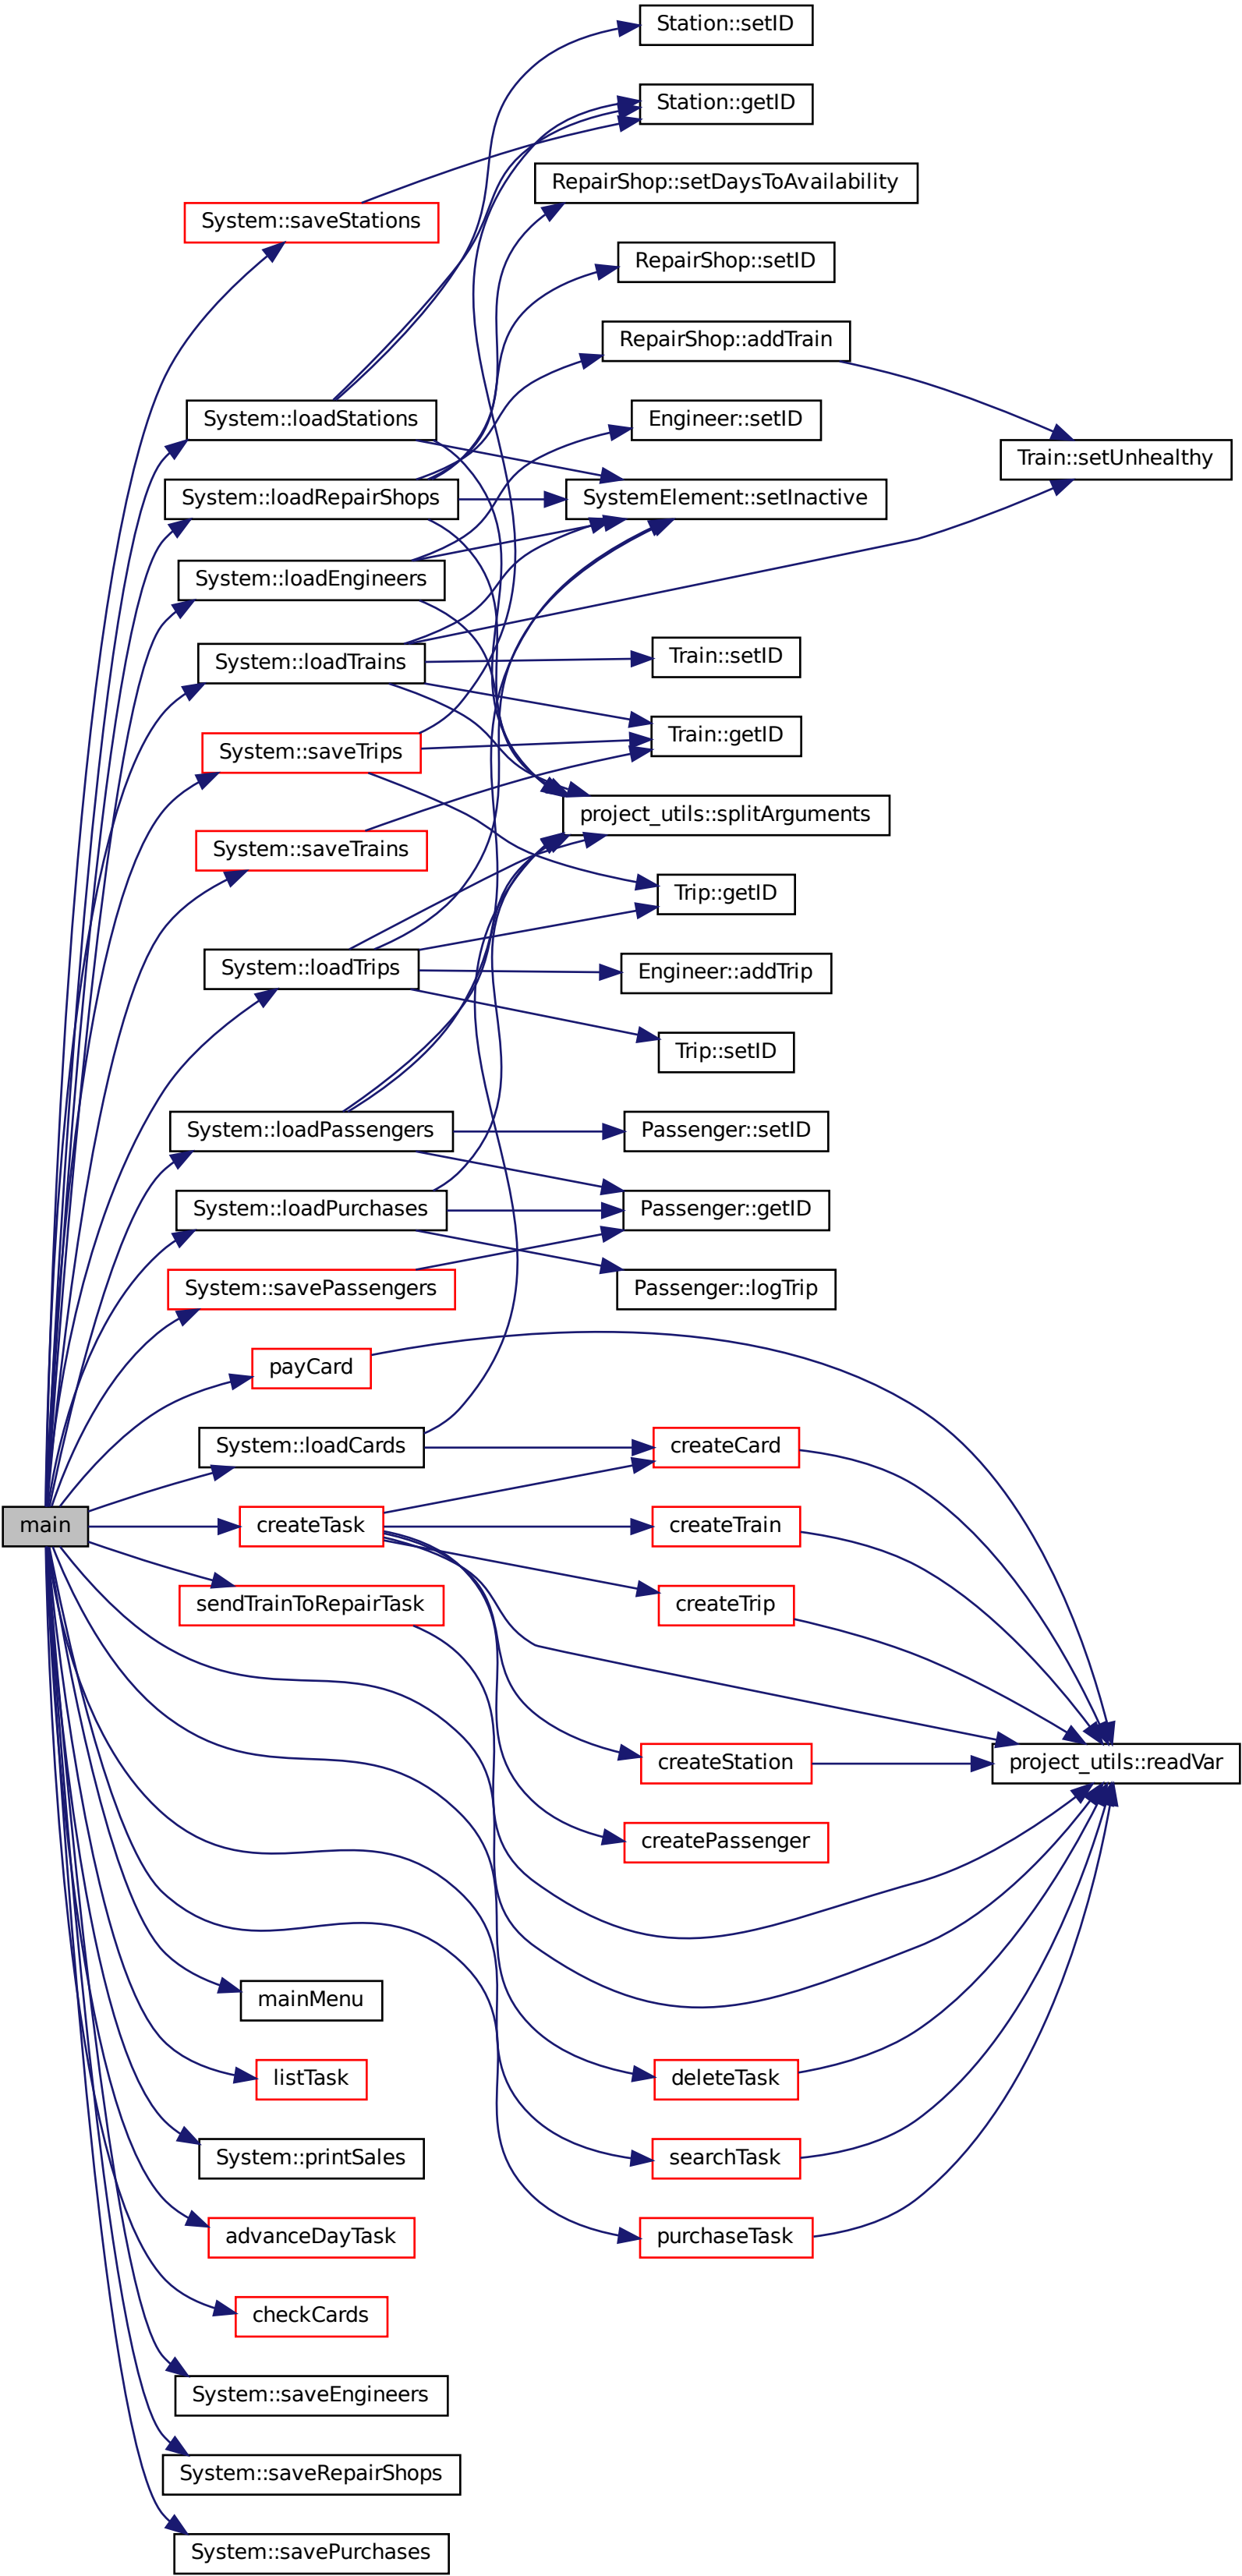 Station::setID
Station::getID
RepairShop::setDaysToAvailability
System::saveStations
RepairShop::setID
RepairShop::addTrain
System::loadStations
Engineer::setID
Train::setUnhealthy
System::loadRepairShops
SystemElement::setInactive
System::loadEngineers
System::loadTrains
Train::setID
System::saveTrips
Train::getID
project_utils::splitArguments
System::saveTrains
Trip::getID
System::loadTrips
Engineer::addTrip
Trip::setID
System::loadPassengers
Passenger::setID
System::loadPurchases
Passenger::getID
System::savePassengers
Passenger::logTrip
payCard
System::loadCards
createCard
main
createTask
createTrain
sendTrainToRepairTask
createTrip
createStation
project_utils::readVar
createPassenger
mainMenu
listTask
deleteTask
System::printSales
searchTask
advanceDayTask
purchaseTask
checkCards
System::saveEngineers
System::saveRepairShops
System::savePurchases